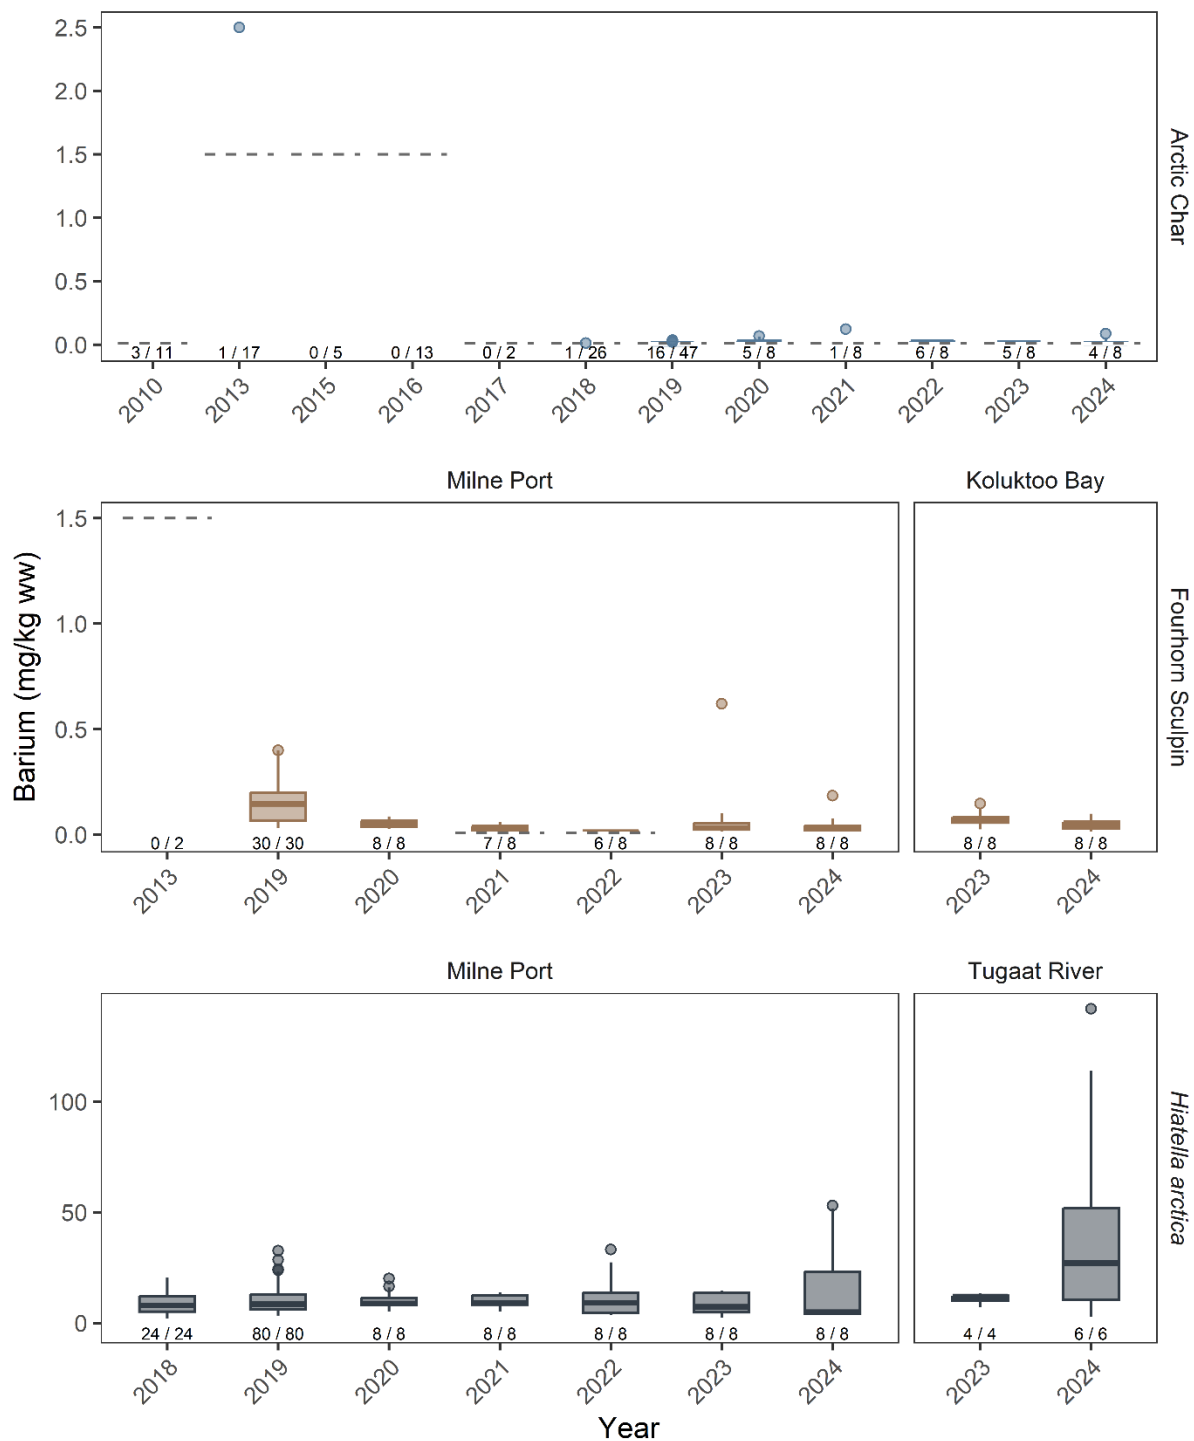 2.5
2.0
1.5
1.0
0.5
0.0
3 / 11 1 / 17 0 / 5 0 / 13 0 / 2 1 / 26 16 / 47 5 / 8 1 / 8 6 / 8 5 / 8 4 / 8
2010 2013 2015 2016 2017 2018 2019 2020 2021 2022 2023 2024
Arctic Char
Milne Port Koluktoo Bay
1.5
1.0
0.5
0.0
0 / 2 30 / 30 8 / 8 7 / 8 6 / 8 8 / 8 8 / 8 8 / 8 8 / 8
2013 2019 2020 2021 2022 2023 2024 2023 2024
Fourhorn Sculpin
Barium (mg/kg ww)
Milne Port Tugaat River
100
50
0
24 / 24 80 / 80 8 / 8 8 / 8 8 / 8 8 / 8 8 / 8 4 / 4 6 / 6
2018 2019 2020 2021 2022 2023 2024 2023 2024
Hiatella arctica
Year